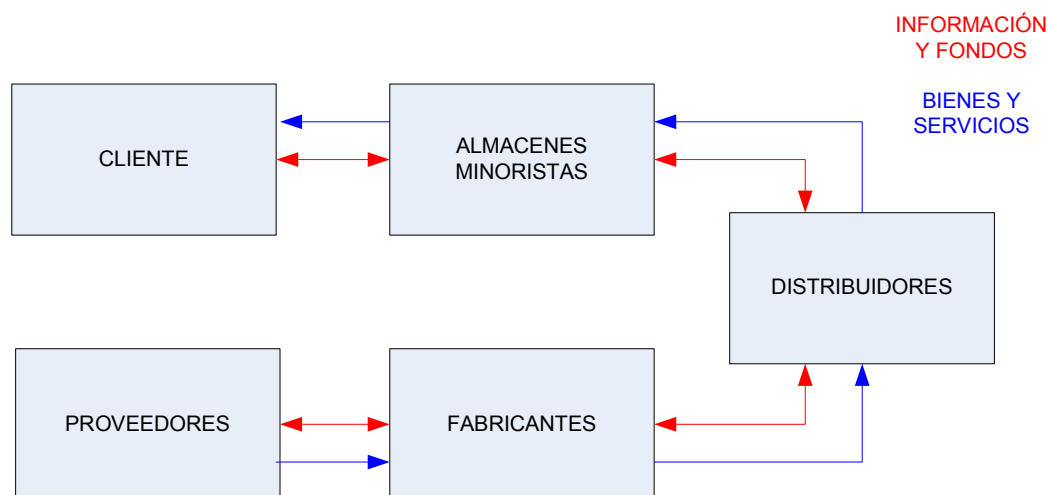 INFORMACIÓN
Y FONDOS
BIENES Y
SERVICIOS
CLIENTE
ALMACENES
MINORISTAS
DISTRIBUIDORES
PROVEEDORES
FABRICANTES